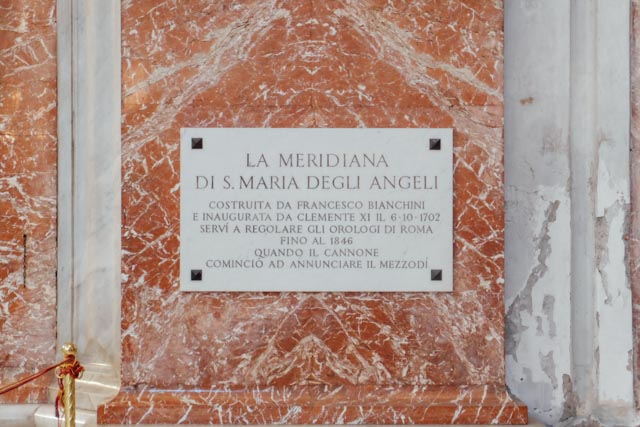 LA MERIDIANA
DI S. MARIA DEGLI ANGELI
COSTRUITA DA FRANCESCO BIANCHINI
E INAUGURATA DA CLEMENTE XI IL 6·10·1702
SERVÌ A REGOLARE GLI OROLOGI DI ROMA
FINO AL 1846
QUANDO IL CANNONE
COMINCIÒ AD ANNUNCIARE IL MEZZODÌ